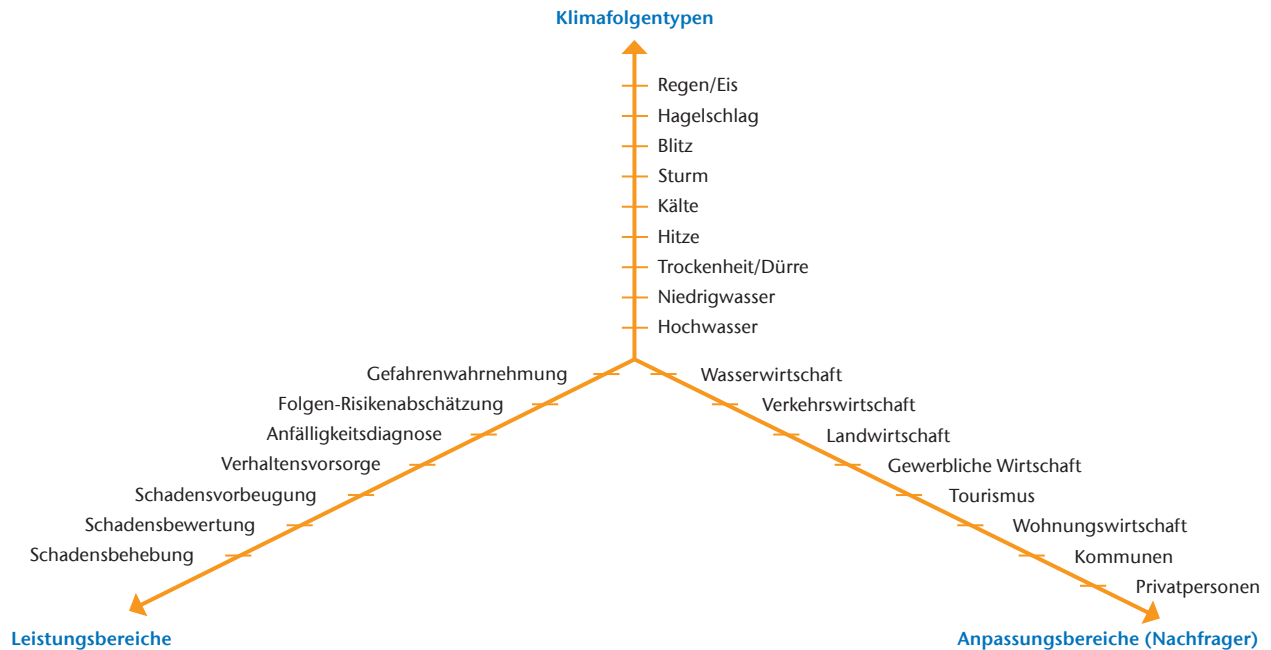 Klimafolgentypen
Regen/Eis
Hagelschlag
Blitz
Sturm
Kälte
Hitze
Trockenheit/Dürre
Niedrigwasser
Hochwasser
Gefahrenwahrnehmung
Folgen-Risikenabschätzung
Anfälligkeitsdiagnose
Verhaltensvorsorge
Schadensvorbeugung
Schadensbewertung
Schadensbehebung
Leistungsbereiche
Wasserwirtschaft
Verkehrswirtschaft
Landwirtschaft
Gewerbliche Wirtschaft
Tourismus
Wohnungswirtschaft
Kommunen
Privatpersonen
Anpassungsbereiche (Nachfrager)